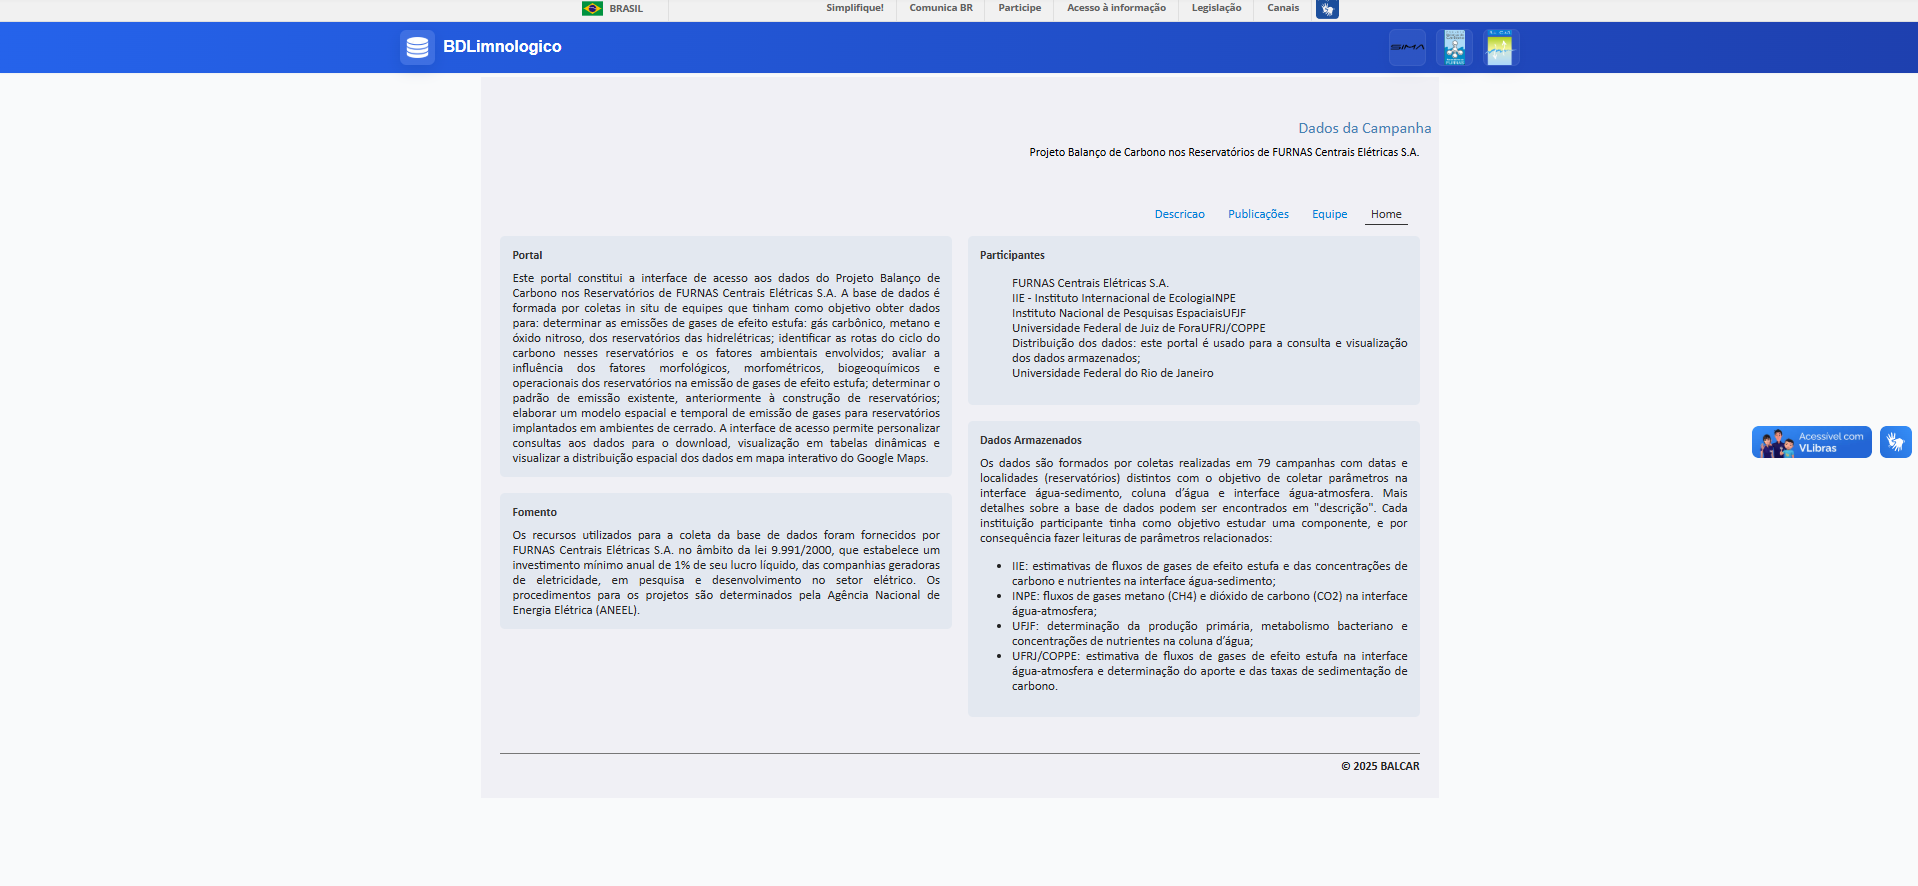 BRASIL
Simplifique!
Comunica BR
Participe
Acesso à informação
Legislação
Canais
BDLimnologico
SIMA
Dados da Campanha
Projeto Balanço de Carbono nos Reservatórios de FURNAS Centrais Elétricas S.A.
Descricao
Publicações
Equipe
Home
Portal
Este portal constitui a interface de acesso aos dados do Projeto Balanço de
Carbono nos Reservatórios de FURNAS Centrais Elétricas S.A. A base de dados é
formada por coletas in situ de equipes que tinham como objetivo obter dados
para: determinar as emissões de gases de efeito estufa: gás carbônico, metano e
óxido nitroso, dos reservatórios das hidrelétricas; identificar as rotas do ciclo do
carbono nesses reservatórios e os fatores ambientais envolvidos; avaliar a
influência dos fatores morfológicos, morfométricos, biogeoquímicos e
operacionais dos reservatórios na emissão de gases de efeito estufa; determinar o
padrão de emissão existente, anteriormente à construção de reservatórios;
elaborar um modelo espacial e temporal de emissão de gases para reservatórios
implantados em ambientes de cerrado. A interface de acesso permite personalizar
consultas aos dados para o download, visualização em tabelas dinâmicas e
visualizar a distribuição espacial dos dados em mapa interativo do Google Maps.
Fomento
Os recursos utilizados para a coleta da base de dados foram fornecidos por
FURNAS Centrais Elétricas S.A. no âmbito da lei 9.991/2000, que estabelece um
investimento mínimo anual de 1% de seu lucro líquido, das companhias geradoras
de eletricidade, em pesquisa e desenvolvimento no setor elétrico. Os
procedimentos para os projetos são determinados pela Agência Nacional de
Energia Elétrica (ANEEL).
Participantes
FURNAS Centrais Elétricas S.A.
IIE - Instituto Internacional de EcologiaINPE
Instituto Nacional de Pesquisas EspaciaisUFJF
Universidade Federal de Juiz de ForaUFRJ/COPPE
Distribuição dos dados: este portal é usado para a consulta e visualização
dos dados armazenados;
Universidade Federal do Rio de Janeiro
Dados Armazenados
Os dados são formados por coletas realizadas em 79 campanhas com datas e
localidades (reservatórios) distintos com o objetivo de coletar parâmetros na
interface água-sedimento, coluna d’água e interface água-atmosfera. Mais
detalhes sobre a base de dados podem ser encontrados em "descrição". Cada
instituição participante tinha como objetivo estudar uma componente, e por
consequência fazer leituras de parâmetros relacionados:
• IIE: estimativas de fluxos de gases de efeito estufa e das concentrações de
carbono e nutrientes na interface água-sedimento;
• INPE: fluxos de gases metano (CH4) e dióxido de carbono (CO2) na interface
água-atmosfera;
• UFJF: determinação da produção primária, metabolismo bacteriano e
concentrações de nutrientes na coluna d’água;
• UFRJ/COPPE: estimativa de fluxos de gases de efeito estufa na interface
água-atmosfera e determinação do aporte e das taxas de sedimentação de
carbono.
Acessível com
VLibras
© 2025 BALCAR